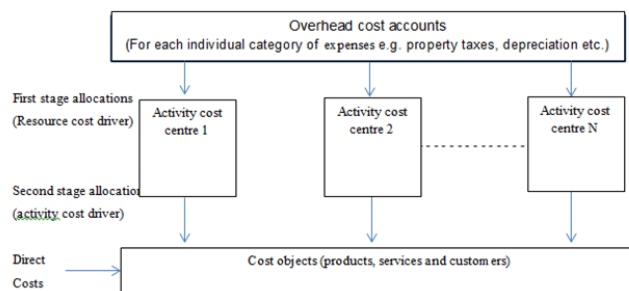 Overhead cost accounts
(For each individual category of expenses e.g. property taxes, depreciation etc.)
First stage allocations
(Resource cost driver)
Activity cost
centre 1
Activity cost
centre 2
Activity cost
centre N
Second stage allocation
(activity cost driver)
Direct
Costs
Cost objects (products, services and customers)